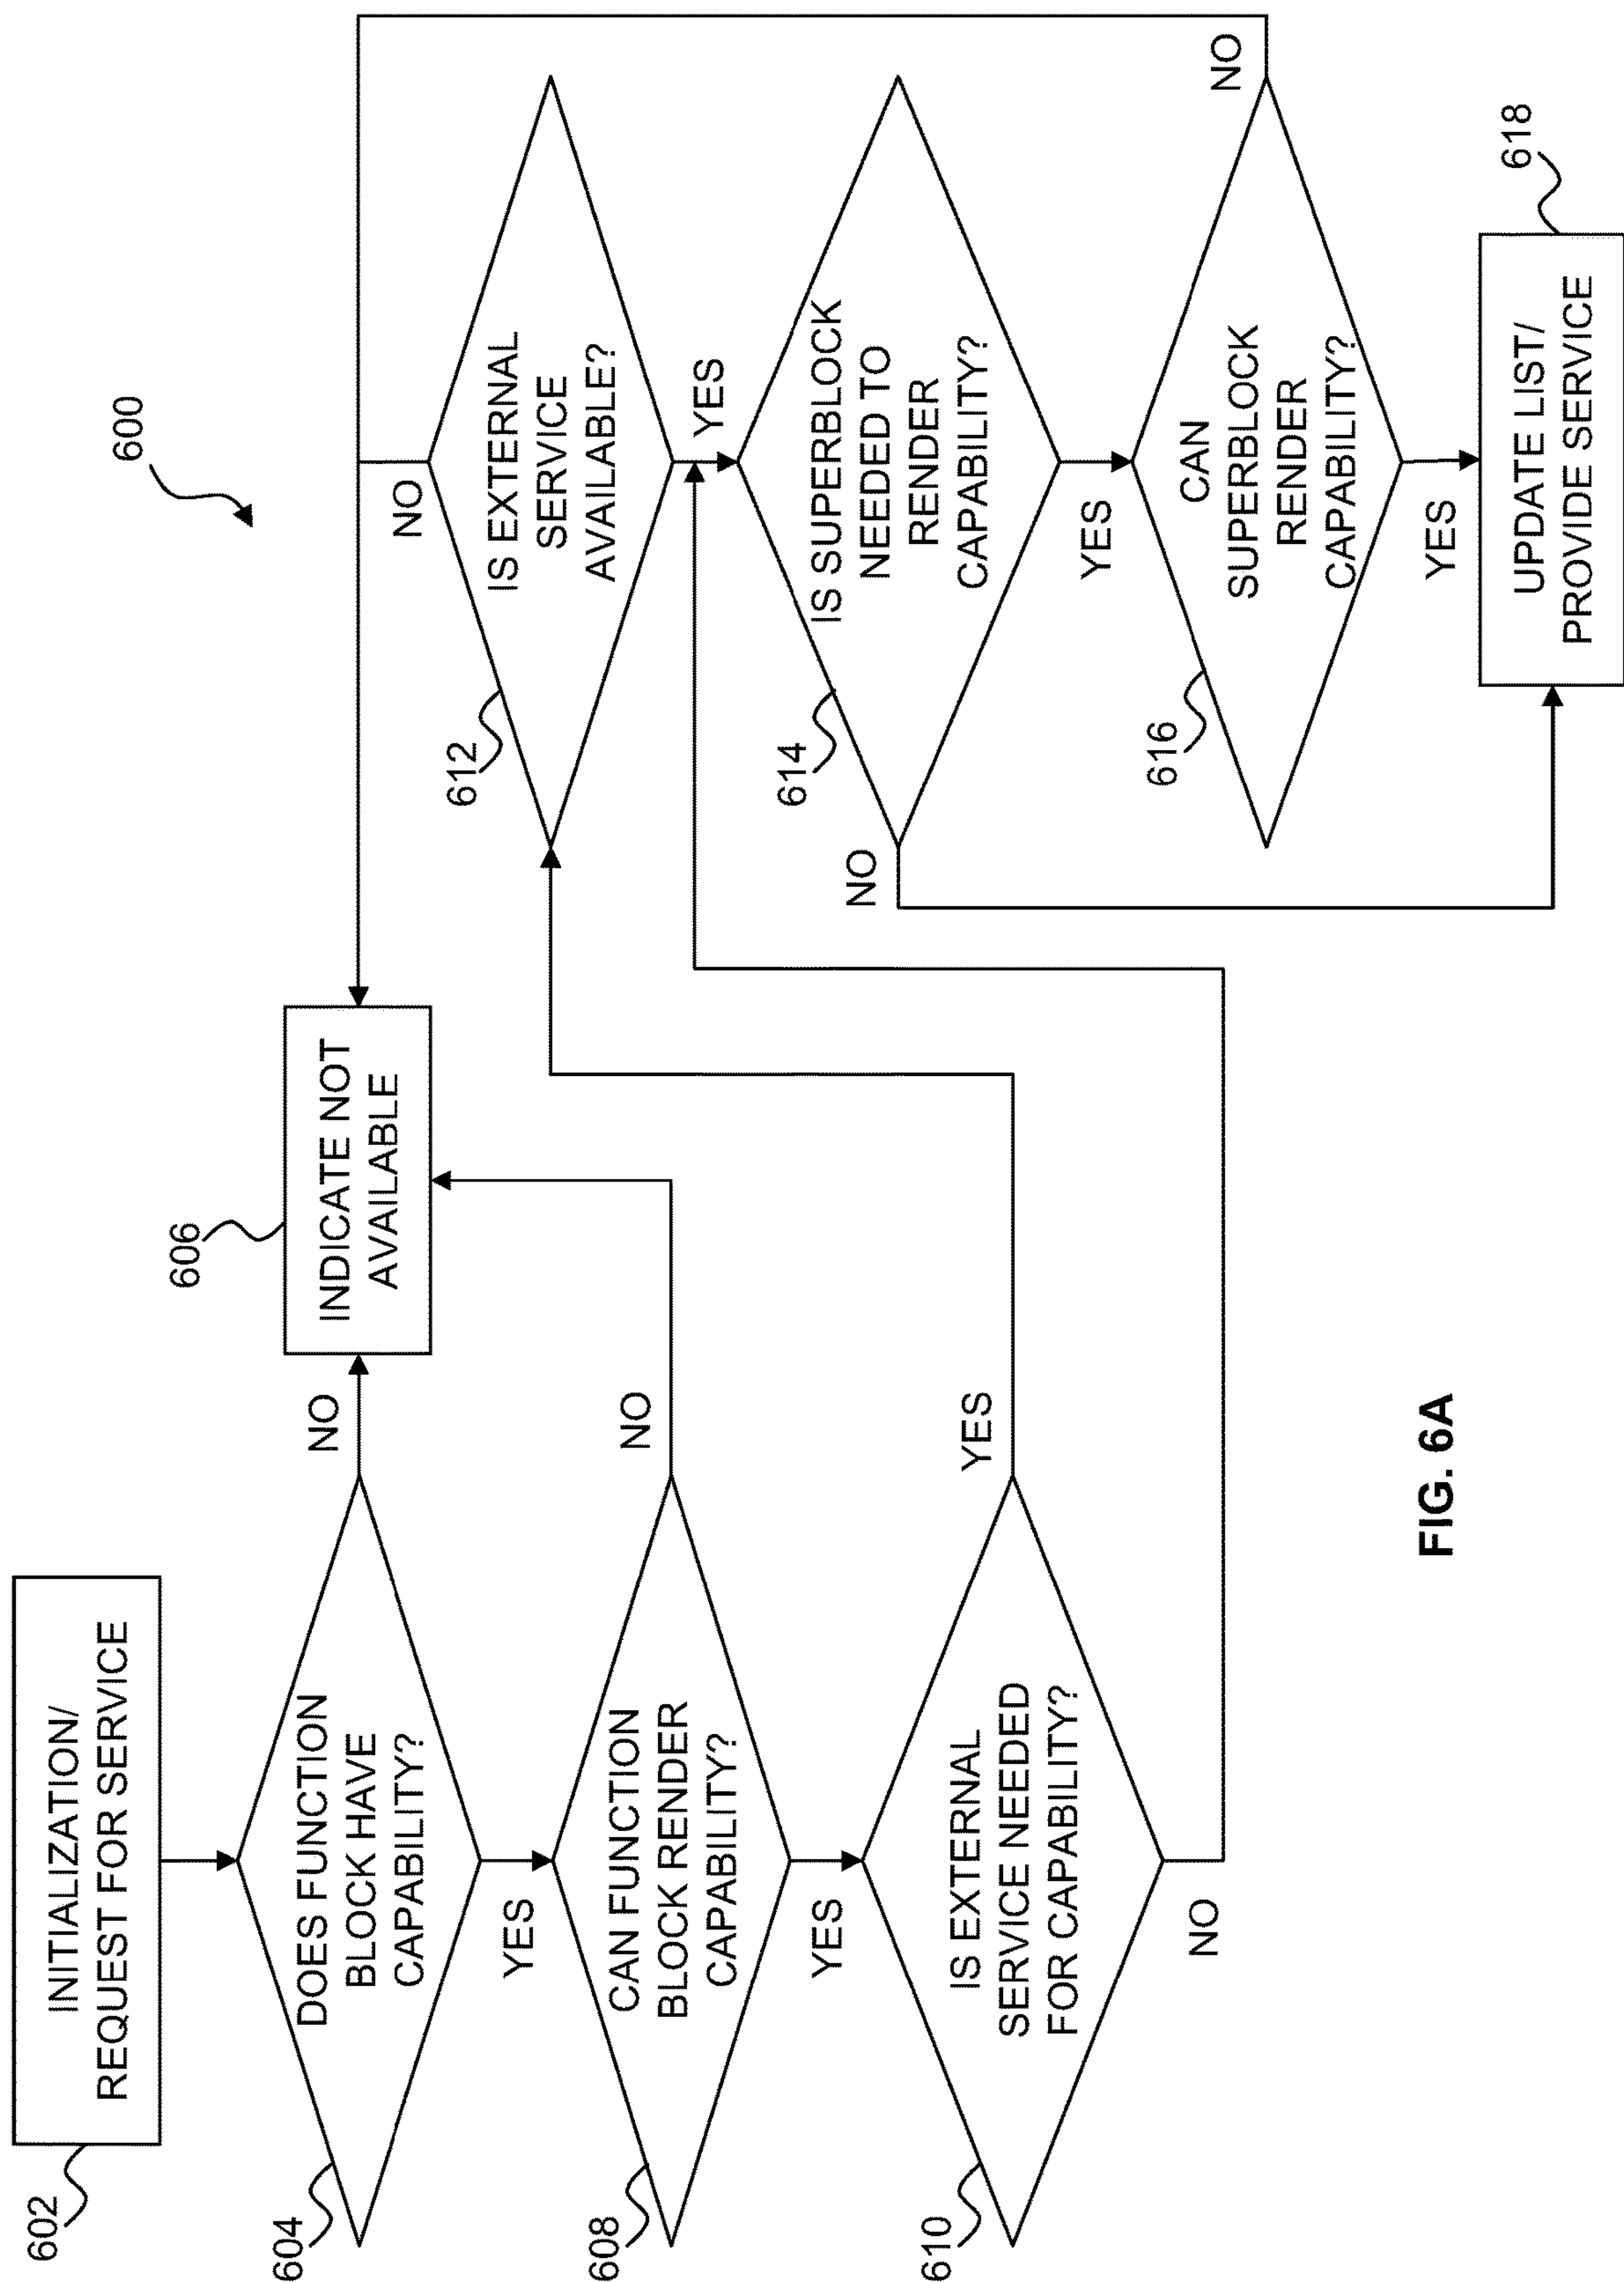 600
602
INITIALIZATION/
REQUEST FOR SERVICE
604
DOES FUNCTION
BLOCK HAVE
CAPABILITY?
NO
YES
606
INDICATE NOT
AVAILABLE
608
CAN FUNCTION
BLOCK RENDER
CAPABILITY?
NO
YES
610
IS EXTERNAL
SERVICE NEEDED
FOR CAPABILITY?
YES
NO
612
NO
IS EXTERNAL
SERVICE
AVAILABLE?
YES
614
IS SUPERBLOCK
NEEDED TO
RENDER
CAPABILITY?
NO
YES
616
CAN
SUPERBLOCK
RENDER
CAPABILITY?
NO
YES
618
UPDATE LIST/
PROVIDE SERVICE
FIG. 6A